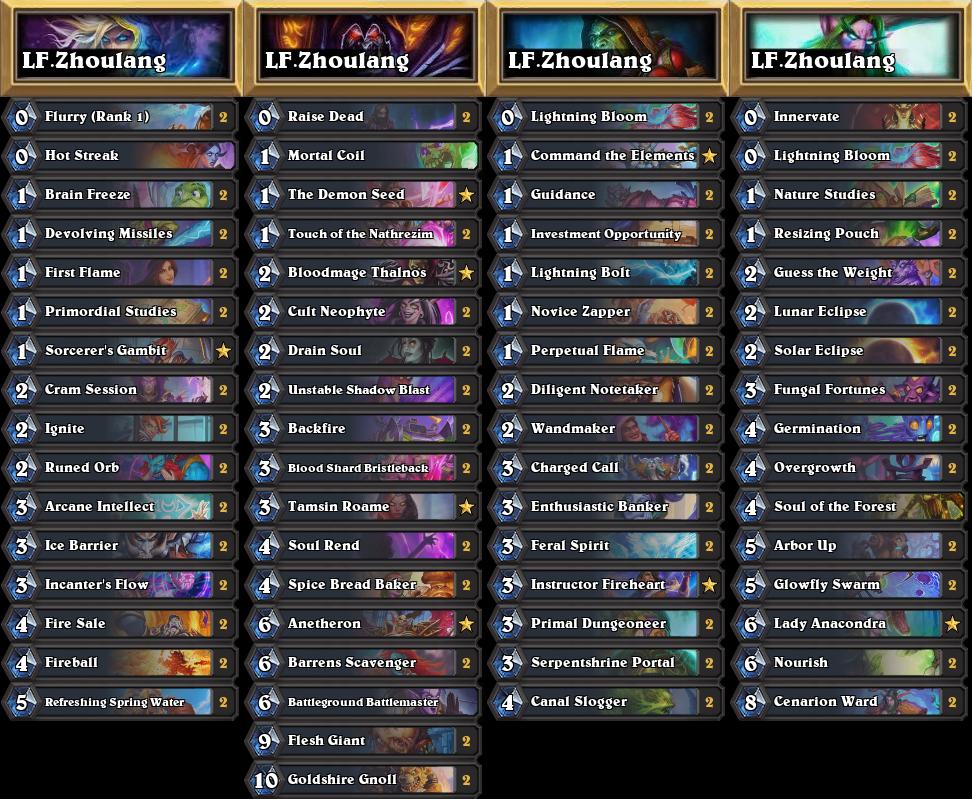 LF.Zhoulang
0 Flurry (Rank 1) 2
0 Hot Streak
1 Brain Freeze 2
1 Devolving Missiles 2
1 First Flame 2
1 Primordial Studies 2
1 Sorcerer's Gambit
2 Cram Session 2
2 Ignite 2
2 Runed Orb 2
3 Arcane Intellect 2
3 Ice Barrier 2
3 Incanter's Flow 2
4 Fire Sale 2
4 Fireball 2
5 Refreshing Spring Water 2
LF.Zhoulang
0 Raise Dead 2
1 Mortal Coil
1 The Demon Seed
1 Touch of the Nathrezim 2
2 Bloodmage Thalnos
2 Cult Neophyte 2
2 Drain Soul 2
2 Unstable Shadow Blast 2
3 Backfire 2
3 Blood Shard Bristleback 2
3 Tamsin Roame
4 Soul Rend 2
4 Spice Bread Baker 2
6 Anetheron
6 Barrens Scavenger 2
6 Battleground Battlemaster 2
9 Flesh Giant 2
10 Goldshire Gnoll 2
LF.Zhoulang
0 Lightning Bloom 2
1 Command the Elements
1 Guidance 2
1 Investment Opportunity 2
1 Lightning Bolt 2
1 Novice Zapper 2
1 Perpetual Flame 2
2 Diligent Notetaker 2
2 Wandmaker 2
3 Charged Call 2
3 Enthusiastic Banker 2
3 Feral Spirit 2
3 Instructor Fireheart
3 Primal Dungeoneer 2
3 Serpentshrine Portal 2
4 Canal Slogger 2
LF.Zhoulang
0 Innervate 2
0 Lightning Bloom 2
1 Nature Studies 2
1 Resizing Pouch 2
2 Guess the Weight 2
2 Lunar Eclipse 2
2 Solar Eclipse 2
3 Fungal Fortunes 2
4 Germination 2
4 Overgrowth 2
4 Soul of the Forest
5 Arbor Up 2
5 Glowfly Swarm 2
6 Lady Anacondra
6 Nourish 2
8 Cenarion Ward 2